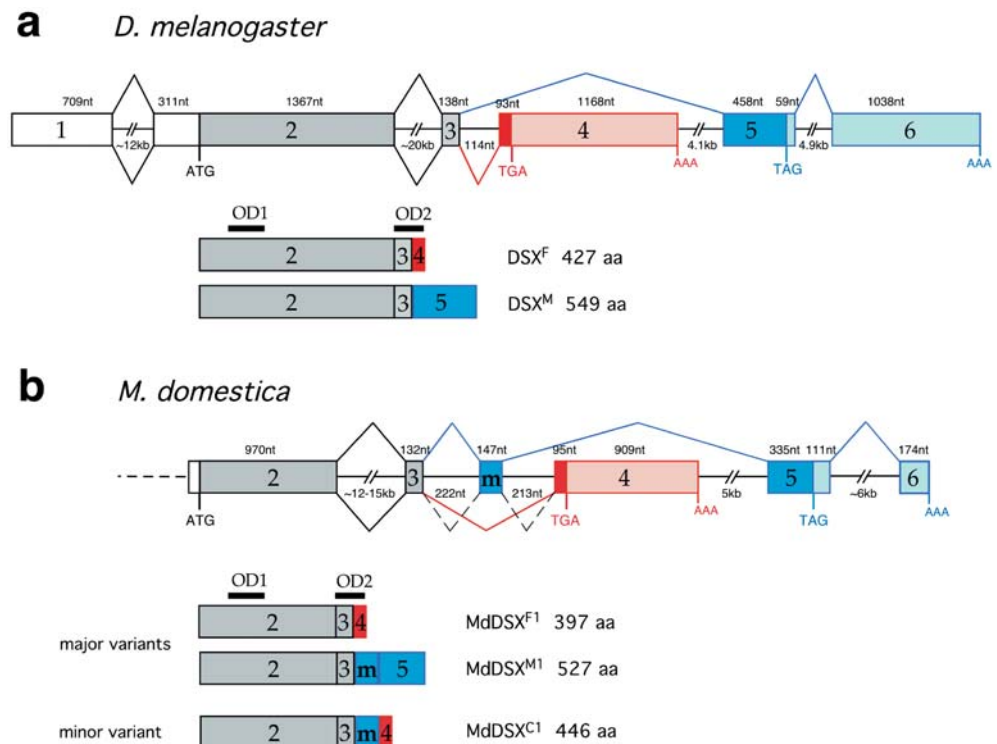 a D. melanogaster
709nt 311nt 1367nt 138nt 93nt 1168nt 458nt 59nt 1038nt
1 2 3 4 5 6
~12kb ~20kb 114nt 4.1kb 4.9kb
ATG TGA AAA TAG AAA
OD1 OD2
2 3 4 DSXF 427 aa
2 3 5 DSXM 549 aa
b M. domestica
970nt 132nt 147nt 95nt 909nt 335nt 111nt 174nt
2 3 m 4 5 6
~12-15kb 222nt 213nt 5kb ~6kb
ATG TGA AAA TAG AAA
OD1 OD2
major variants
2 3 4 MdDSXF1 397 aa
2 3 m 5 MdDSXM1 527 aa
minor variant 2 3 m 4 MdDSXC1 446 aa